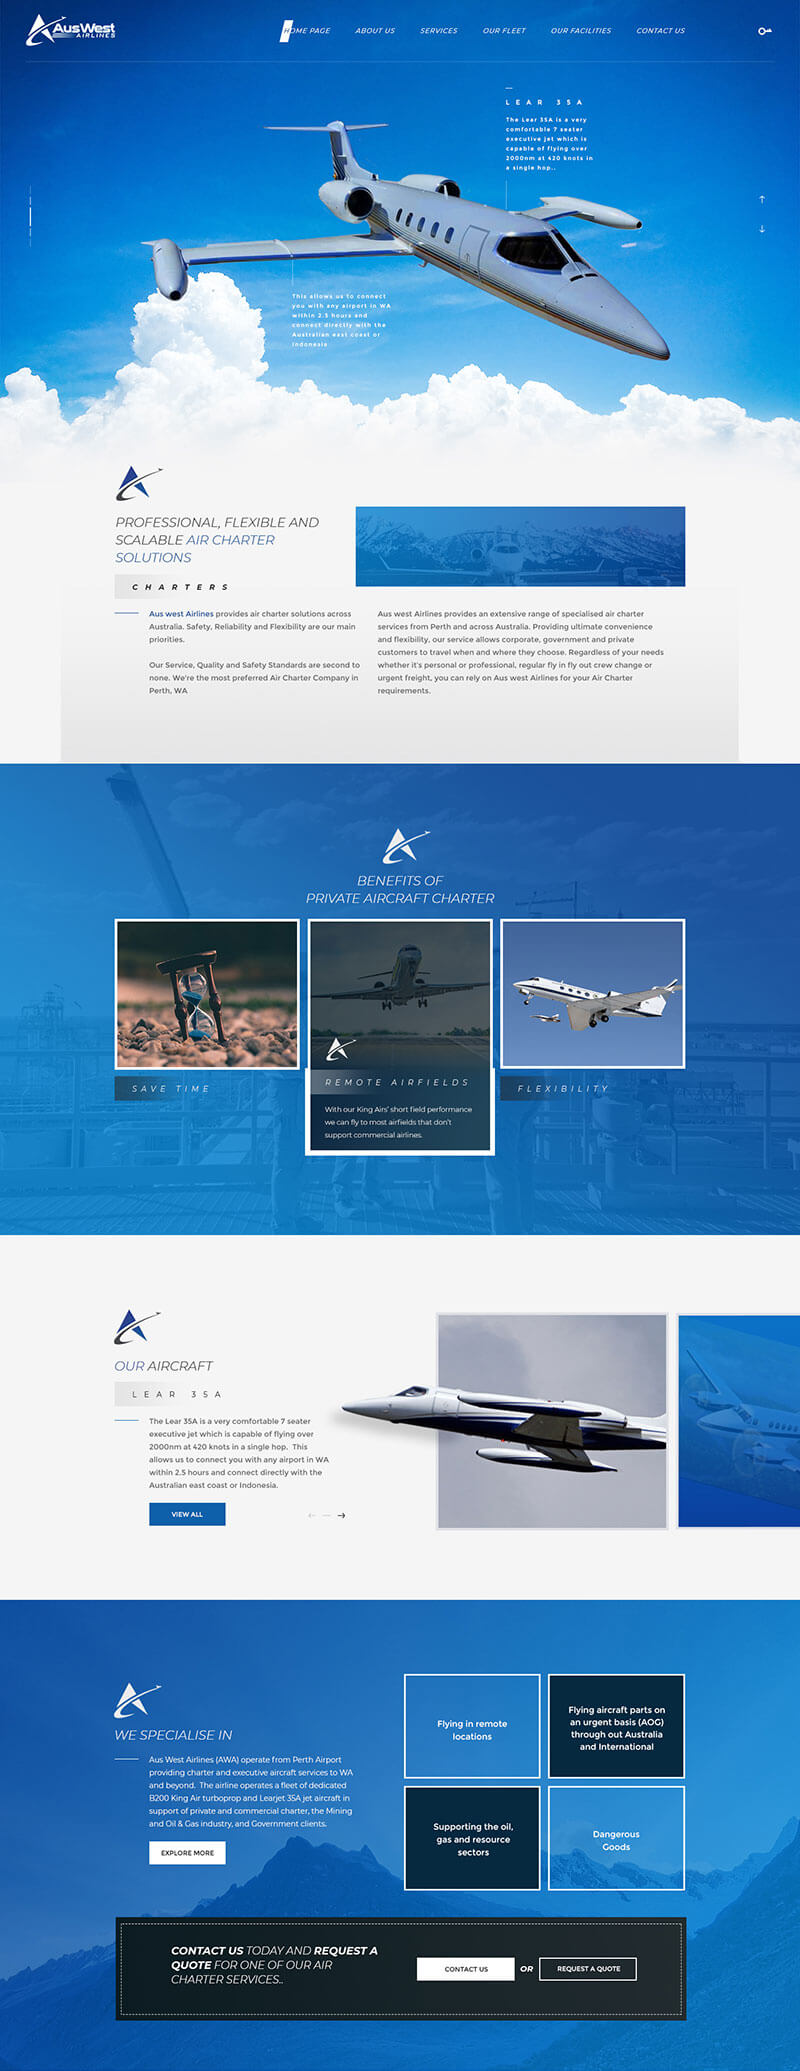 AusWest
AIRLINES
HOME PAGE
ABOUT US
SERVICES
OUR FLEET
OUR FACILITIES
CONTACT US
LEAR 35A
The Lear 35A is a very
comfortable 7 seater
executive jet which is
capable of flying over
2000nm at 420 knots in
a single hop..
This allows us to connect
you with any airport in WA
within 2.5 hours and
connect directly with the
Australian east coast or
Indonesia
PROFESSIONAL, FLEXIBLE AND
SCALABLE AIR CHARTER
SOLUTIONS
CHARTERS
Aus west Airlines provides air charter solutions across
Australia. Safety, Reliability and Flexibility are our main
priorities.
Our Service, Quality and Safety Standards are second to
none. We're the most preferred Air Charter Company in
Perth, WA
Aus west Airlines provides an extensive range of specialised air charter
services from Perth and across Australia. Providing ultimate convenience
and flexibility, our service allows corporate, government and private
customers to travel when and where they choose. Regardless of your needs
whether it's personal or professional, regular fly in fly out crew change or
urgent freight, you can rely on Aus west Airlines for your Air Charter
requirements.
BENEFITS OF
PRIVATE AIRCRAFT CHARTER
SAVE TIME
REMOTE AIRFIELDS
With our King Airs' short field performance
we can fly to most airfields that don't
support commercial airlines.
FLEXIBILITY
OUR AIRCRAFT
LEAR 35A
The Lear 35A is a very comfortable 7 seater
executive jet which is capable of flying over
2000nm at 420 knots in a single hop. This
allows us to connect you with any airport in WA
within 2.5 hours and connect directly with the
Australian east coast or Indonesia.
VIEW ALL
WE SPECIALISE IN
Aus West Airlines (AWA) operate from Perth Airport
providing charter and executive aircraft services to WA
and beyond. The airline operates a fleet of dedicated
B200 King Air turboprop and Learjet 35A jet aircraft in
support of private and commercial charter, the Mining
and Oil & Gas industry, and Government clients.
EXPLORE MORE
Flying in remote
locations
Flying aircraft parts on
an urgent basis (AOG)
through out Australia
and International
Supporting the oil,
gas and resource
sectors
Dangerous
Goods
CONTACT US TODAY AND REQUEST A
QUOTE FOR ONE OF OUR AIR
CHARTER SERVICES..
CONTACT US
OR
REQUEST A QUOTE